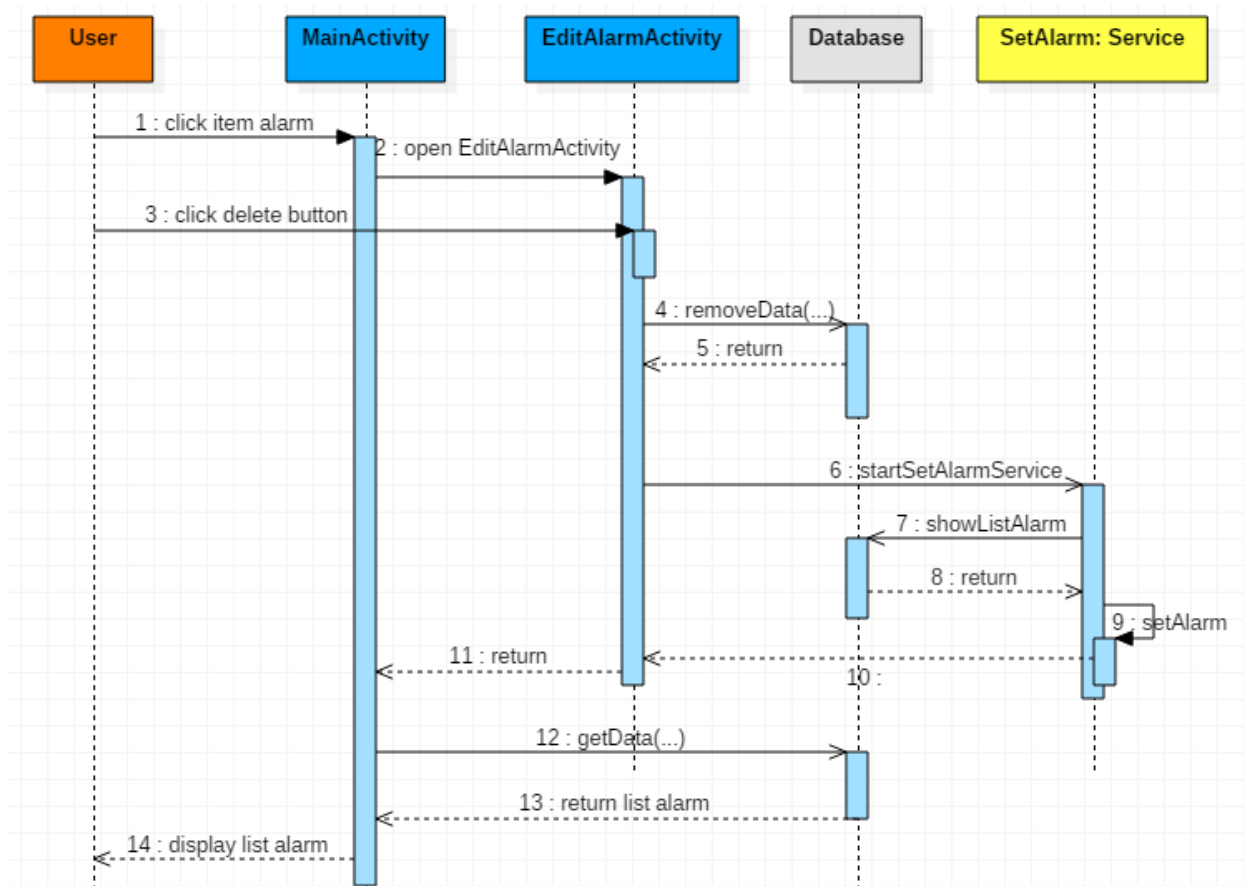 User
MainActivity
EditAlarmActivity
Database
SetAlarm: Service
1 : click item alarm
2 : open EditAlarmActivity
3 : click delete button
4 : removeData(...)
5 : return
6 : startSetAlarmService
7 : showListAlarm
8 : return
9 : setAlarm
11 : return
10 :
12 : getData(...)
13 : return list alarm
14 : display list alarm